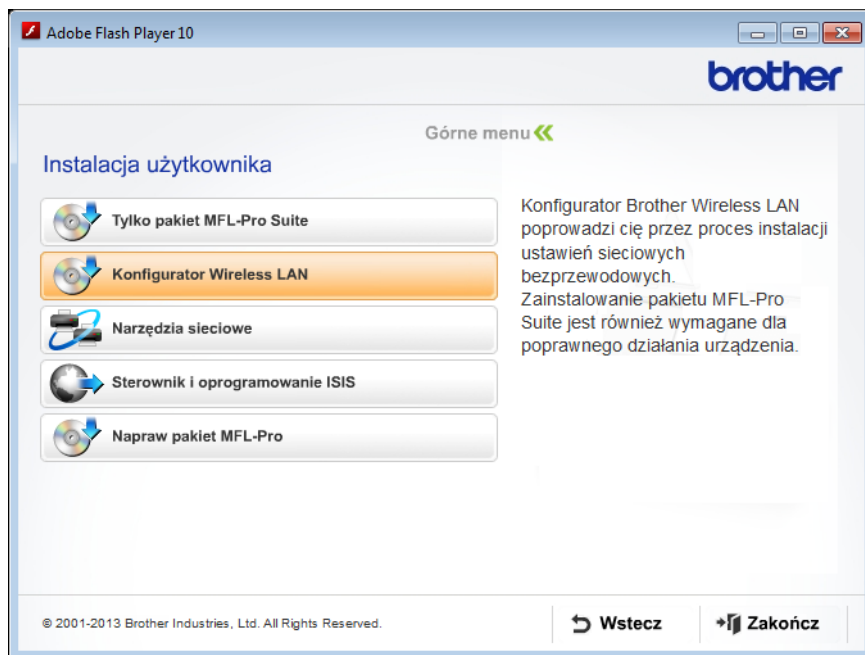 Adobe Flash Player 10
brother
Górne menu
Instalacja użytkownika
Tylko pakiet MFL-Pro Suite
Konfigurator Wireless LAN
Narzędzia sieciowe
Sterownik i oprogramowanie ISIS
Napraw pakiet MFL-Pro
Konfigurator Brother Wireless LAN
poprowadzi cię przez proces instalacji
ustawień sieciowych
bezprzewodowych.
Zainstalowanie pakietu MFL-Pro
Suite jest również wymagane dla
poprawnego działania urządzenia.
© 2001-2013 Brother Industries, Ltd. All Rights Reserved.
Wstecz
Zakończ